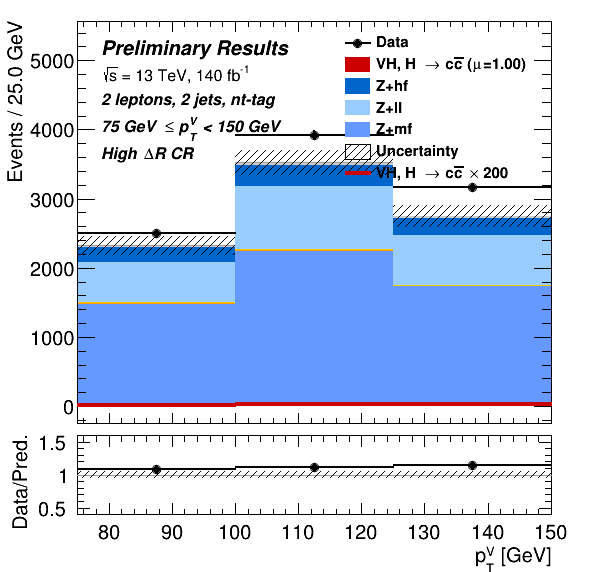 Events / 25.0 GeV
5000
4000
3000
2000
1000
0
Preliminary Results
√s = 13 TeV, 140 fb⁻¹
2 leptons, 2 jets, nt-tag
75 GeV ≤ p_T^V < 150 GeV
High ΔR CR
Data
VH, H → cc̅ (μ=1.00)
Z+hf
Z+ll
Z+mf
Uncertainty
VH, H → cc̅ × 200
Data/Pred.
1.5
1
0.5
80 90 100 110 120 130 140 150
p_T^V [GeV]